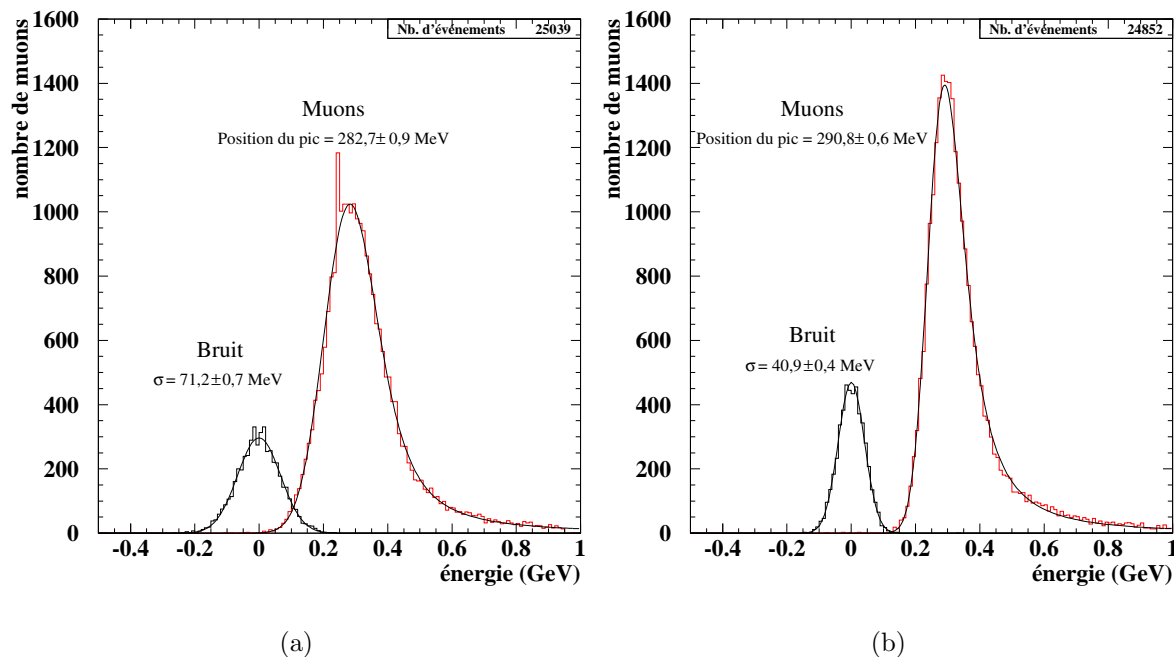 nombre de muons
1600
1400
1200
1000
800
600
400
200
0
Nb. d'événements 25039
Muons
Position du pic = 282,7± 0,9 MeV
Bruit
σ = 71,2±0,7 MeV
-0.4 -0.2 0 0.2 0.4 0.6 0.8 1
énergie (GeV)
(a)
nombre de muons
1600
1400
1200
1000
800
600
400
200
0
Nb. d'événements 24852
Muons
Position du pic = 290,8± 0,6 MeV
Bruit
σ = 40,9±0,4 MeV
-0.4 -0.2 0 0.2 0.4 0.6 0.8 1
énergie (GeV)
(b)